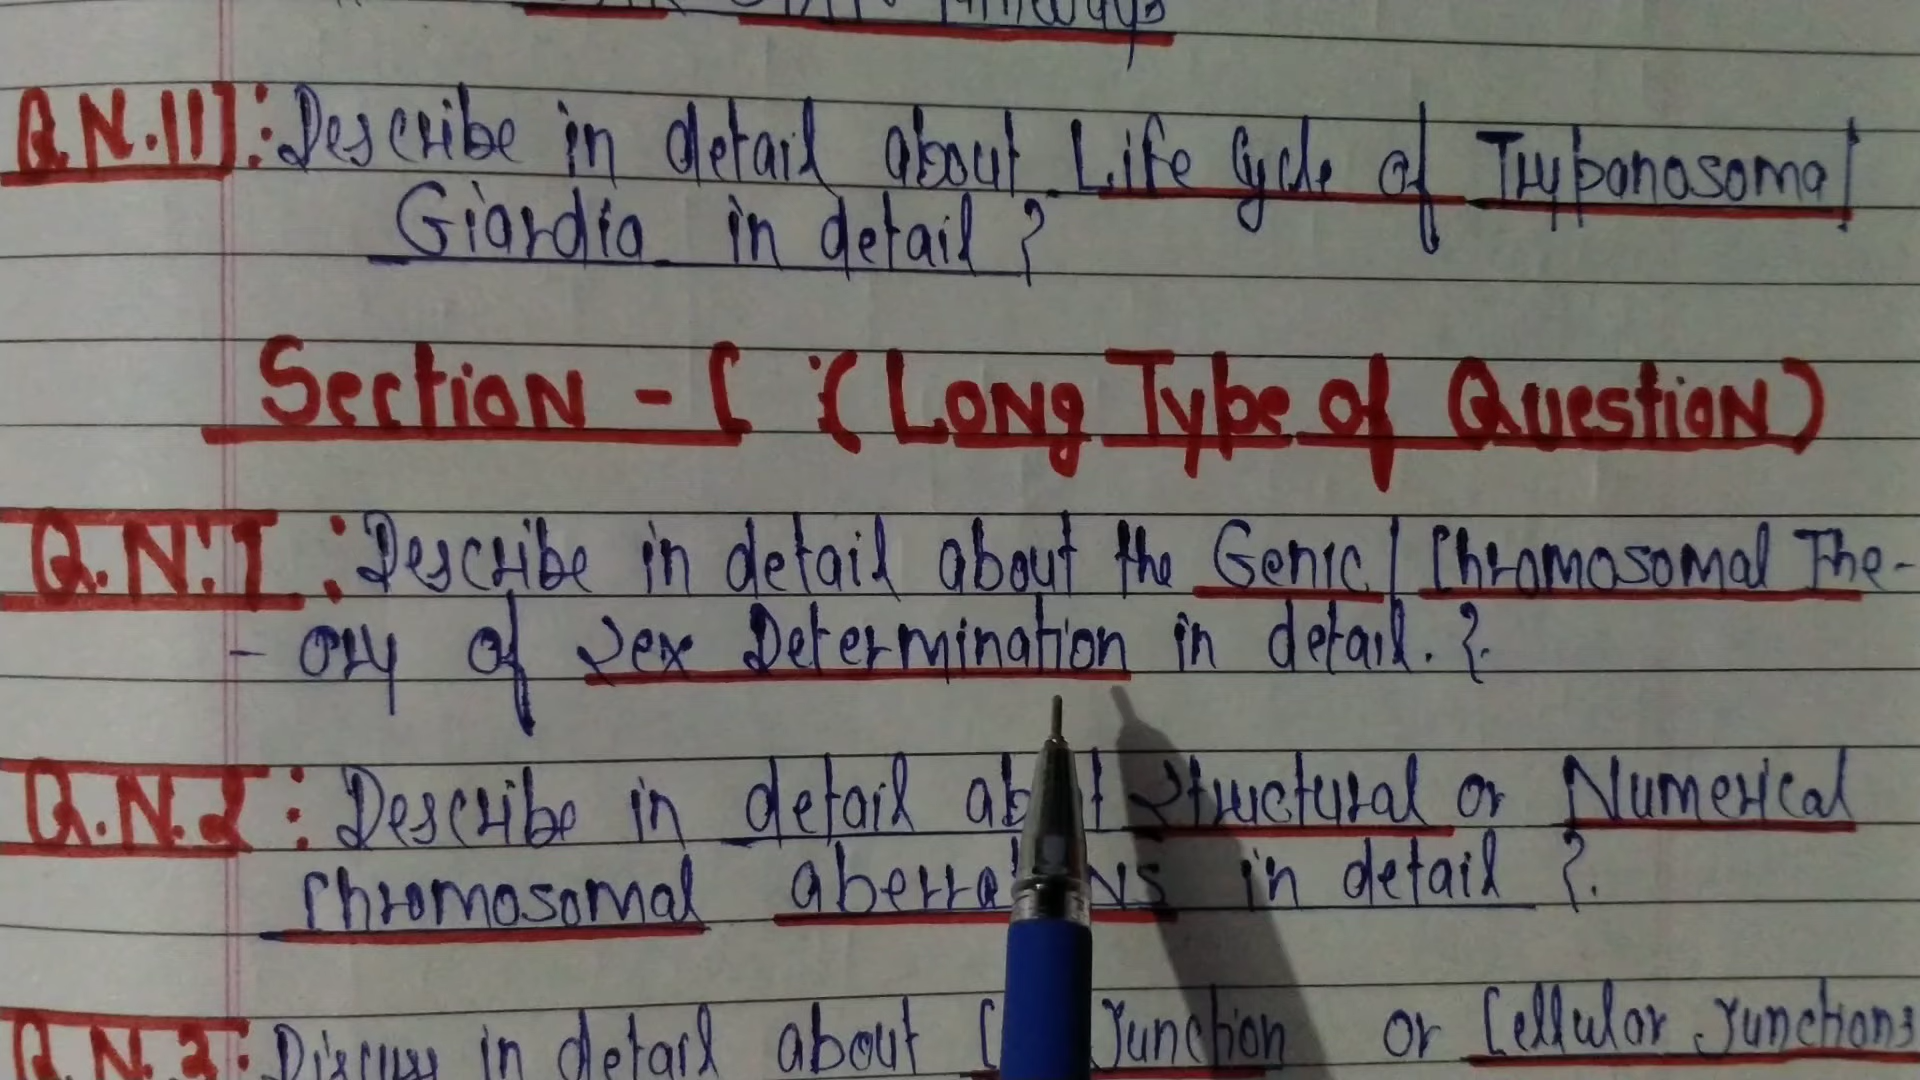 Q.N.11]: Describe in detail about Life Cycle of Trypanosoma/
Giardia in detail ?
Section - C : (Long Type of Question)
Q.N.1 : Describe in detail about the Genic / Chromosomal The-
- ory of Sex Determination in detail. ?
Q.N.2 : Describe in detail about Structural or Numerical
Chromosomal aberrations in detail ?
Discuss in detail about Junction or Cellular Junctions